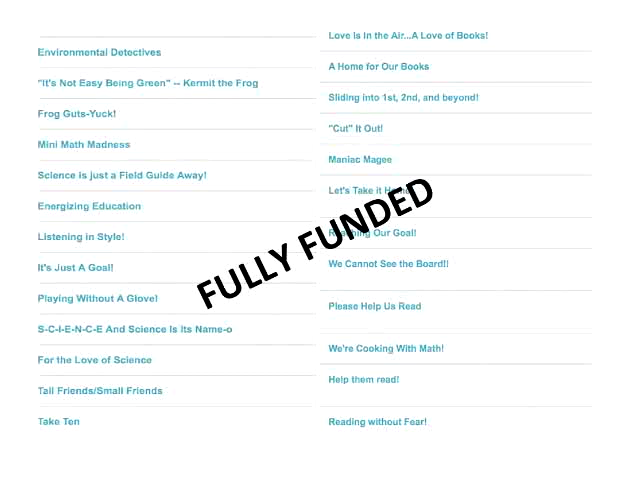 Environmental Detectives
"It's Not Easy Being Green" -- Kermit the Frog
Frog Guts-Yuck!
Mini Math Madness
Science is just a Field Guide Away!
Energizing Education
Listening in Style!
It's Just A Goal!
Playing Without A Glove!
S-C-I-E-N-C-E And Science Is Its Name-o
For the Love of Science
Tall Friends/Small Friends
Take Ten
Love Is in the Air...A Love of Books!
A Home for Our Books
Sliding into 1st, 2nd, and beyond!
"Cut" It Out!
Maniac Magee
Let's Take it
Our Goal!
We Cannot See the Board!!
Please Help Us Read
We're Cooking With Math!
Help them read!
Reading without Fear!
FULLY FUNDED